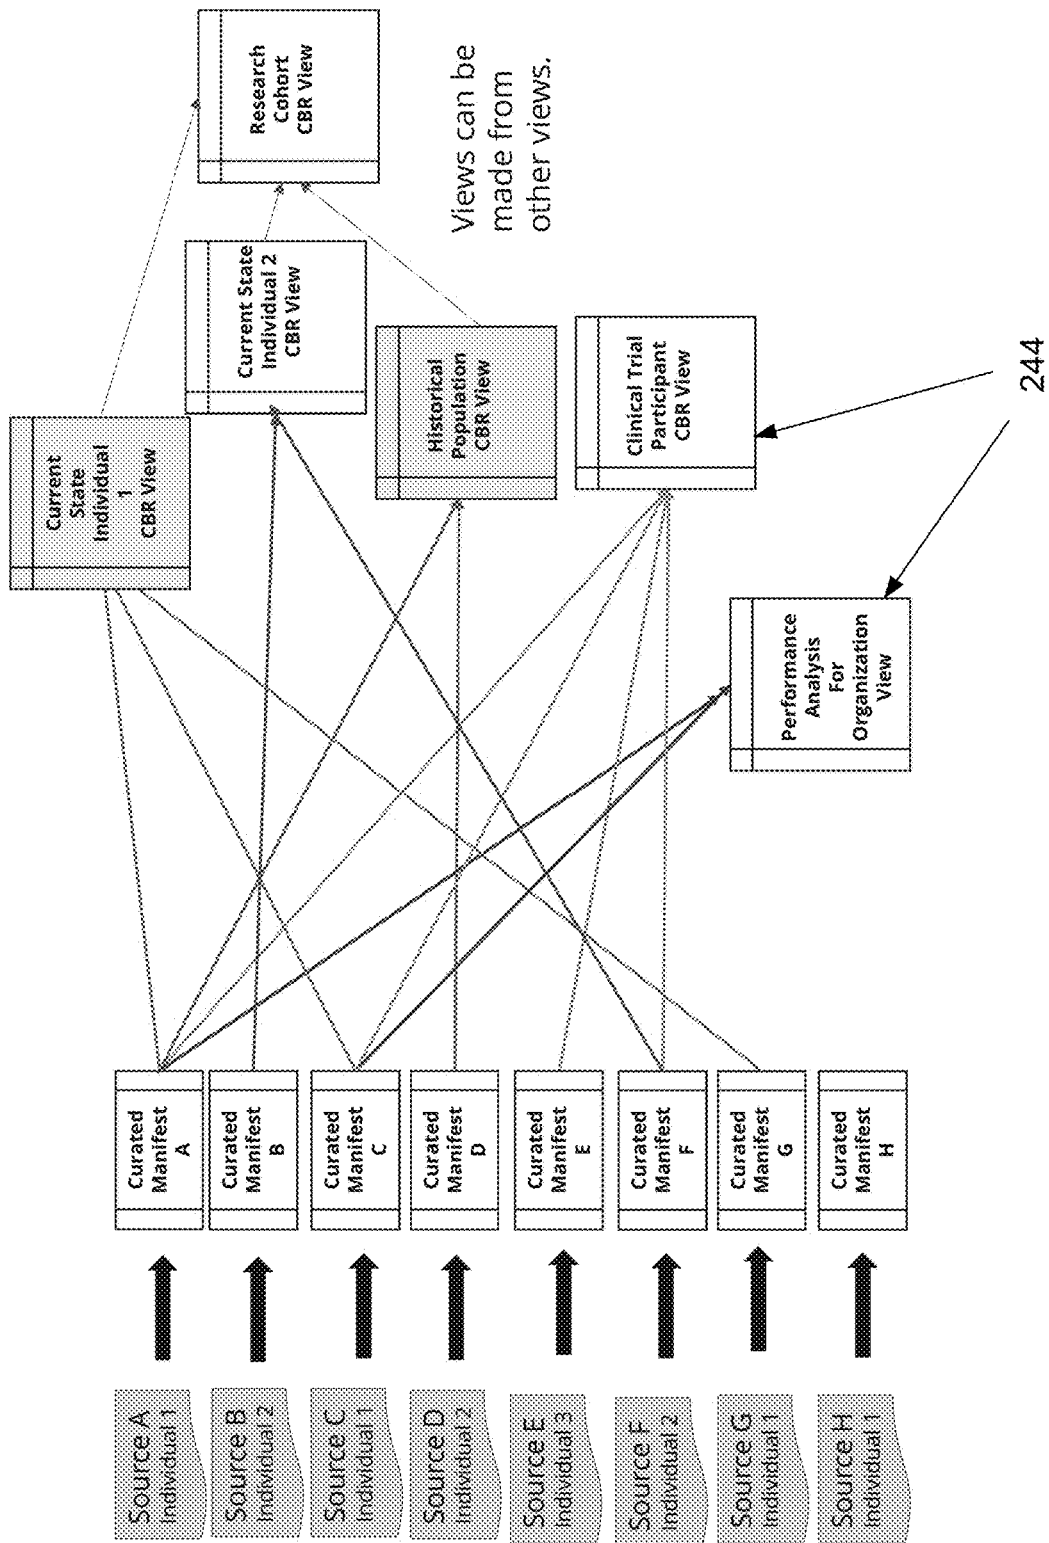 Source A
Individual 1
Source B
Individual 2
Source C
Individual 1
Source D
Individual 2
Source E
Individual 3
Source F
Individual 2
Source G
Individual 1
Source H
Individual 1
Curated
Manifest
A
Curated
Manifest
B
Curated
Manifest
C
Curated
Manifest
D
Curated
Manifest
E
Curated
Manifest
F
Curated
Manifest
G
Curated
Manifest
H
Current
State
Individual
1
CBR View
Current State
Individual 2
CBR View
Historical
Population
CBR View
Clinical Trial
Participant
CBR View
Performance
Analysis
For
Organization
View
Research
Cohort
CBR View
Views can be
made from
other views.
244